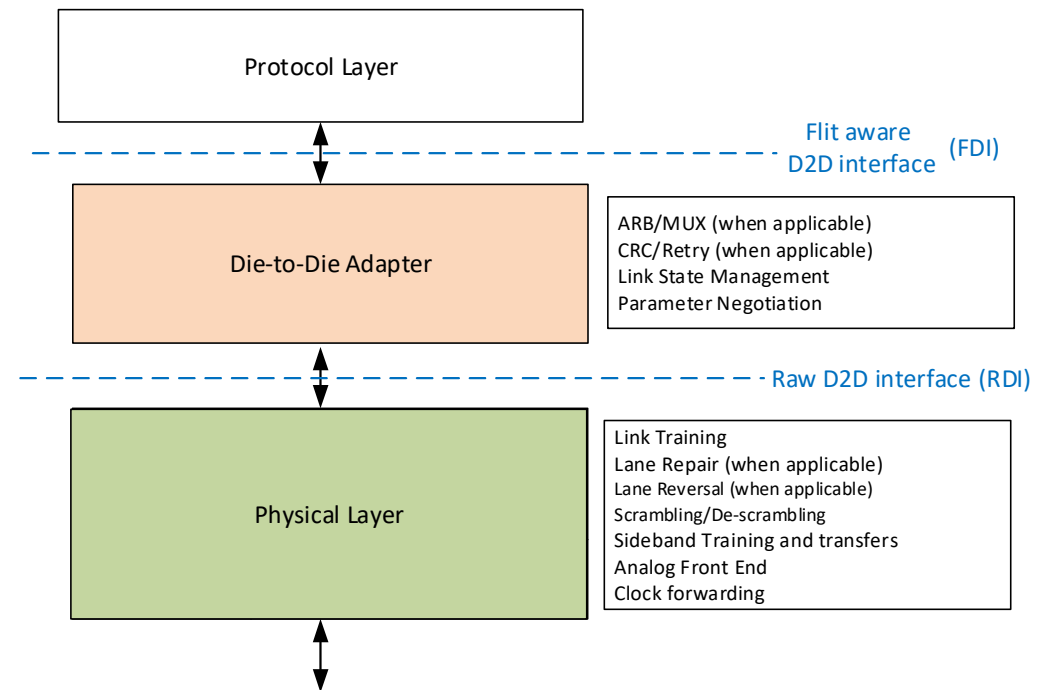 Protocol Layer
Flit aware
D2D interface
(FDI)
Die-to-Die Adapter
ARB/MUX (when applicable)
CRC/Retry (when applicable)
Link State Management
Parameter Negotiation
Raw D2D interface (RDI)
Physical Layer
Link Training
Lane Repair (when applicable)
Lane Reversal (when applicable)
Scrambling/De-scrambling
Sideband Training and transfers
Analog Front End
Clock forwarding